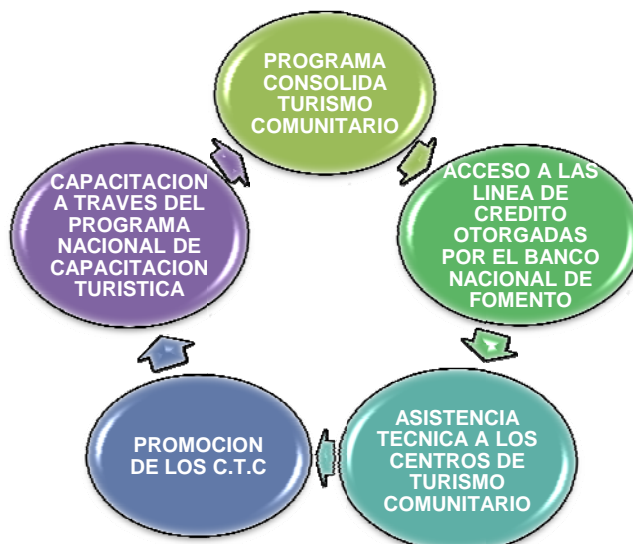 PROGRAMA
CONSOLIDA
TURISMO
COMUNITARIO
ACCESO A LAS
LINEA DE
CREDITO
OTORGADAS
POR EL BANCO
NACIONAL DE
FOMENTO
ASISTENCIA
TECNICA A LOS
CENTROS DE
TURISMO
COMUNITARIO
PROMOCION
DE LOS C.T.C
CAPACITACION
A TRAVES DEL
PROGRAMA
NACIONAL DE
CAPACITACION
TURISTICA